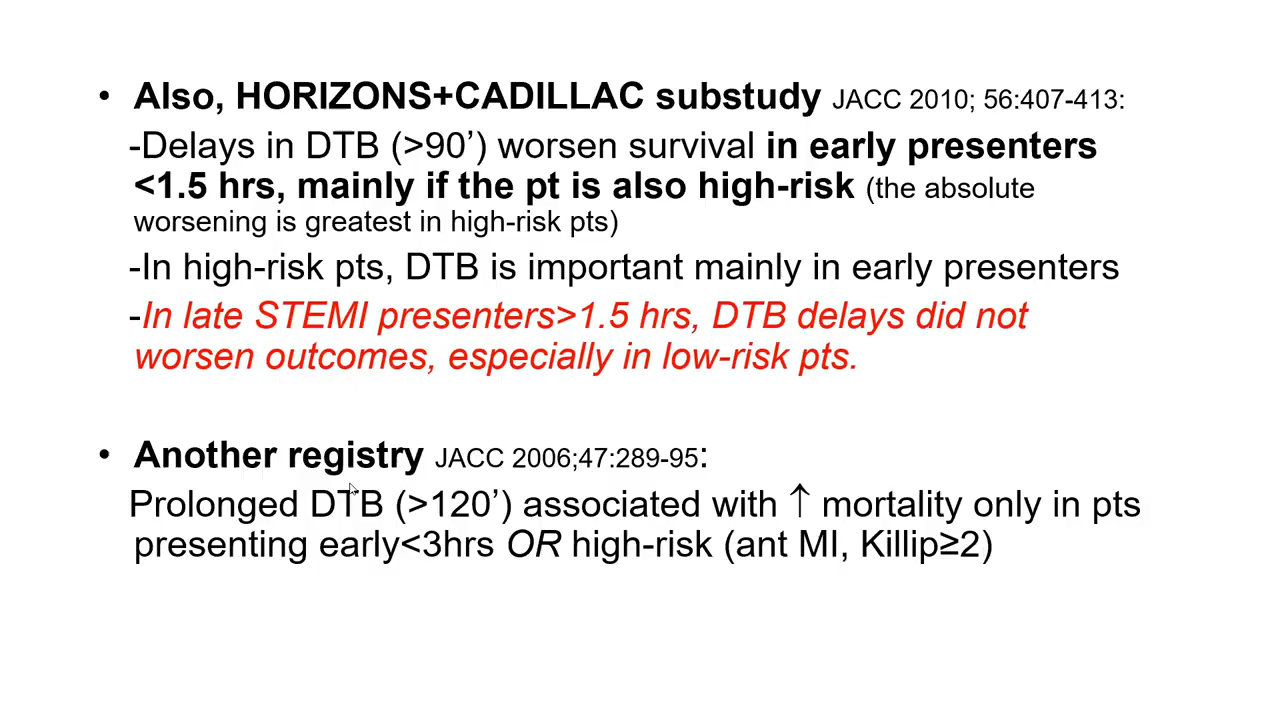 • Also, HORIZONS+CADILLAC substudy JACC 2010; 56:407-413:
-Delays in DTB (>90’) worsen survival in early presenters
<1.5 hrs, mainly if the pt is also high-risk (the absolute
worsening is greatest in high-risk pts)
-In high-risk pts, DTB is important mainly in early presenters
-In late STEMI presenters>1.5 hrs, DTB delays did not
worsen outcomes, especially in low-risk pts.
• Another registry JACC 2006;47:289-95:
Prolonged DTB (>120’) associated with ↑ mortality only in pts
presenting early<3hrs OR high-risk (ant MI, Killip≥2)